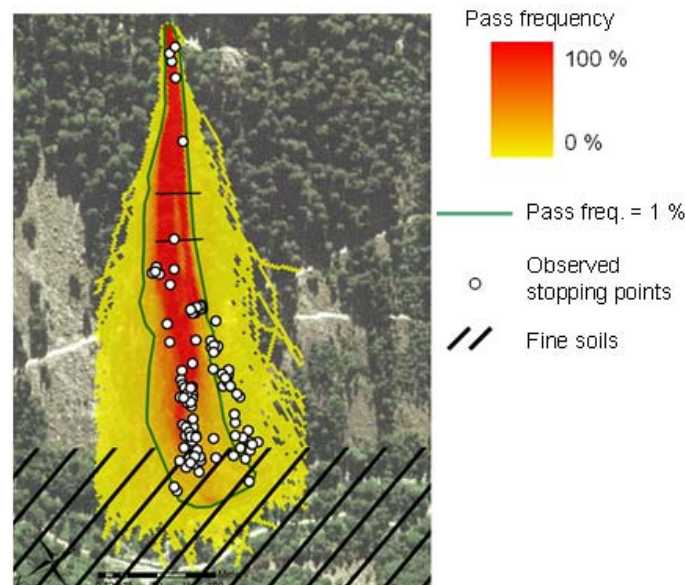 Pass frequency
100 %
0 %
Pass freq. = 1 %
Observed
stopping points
Fine soils